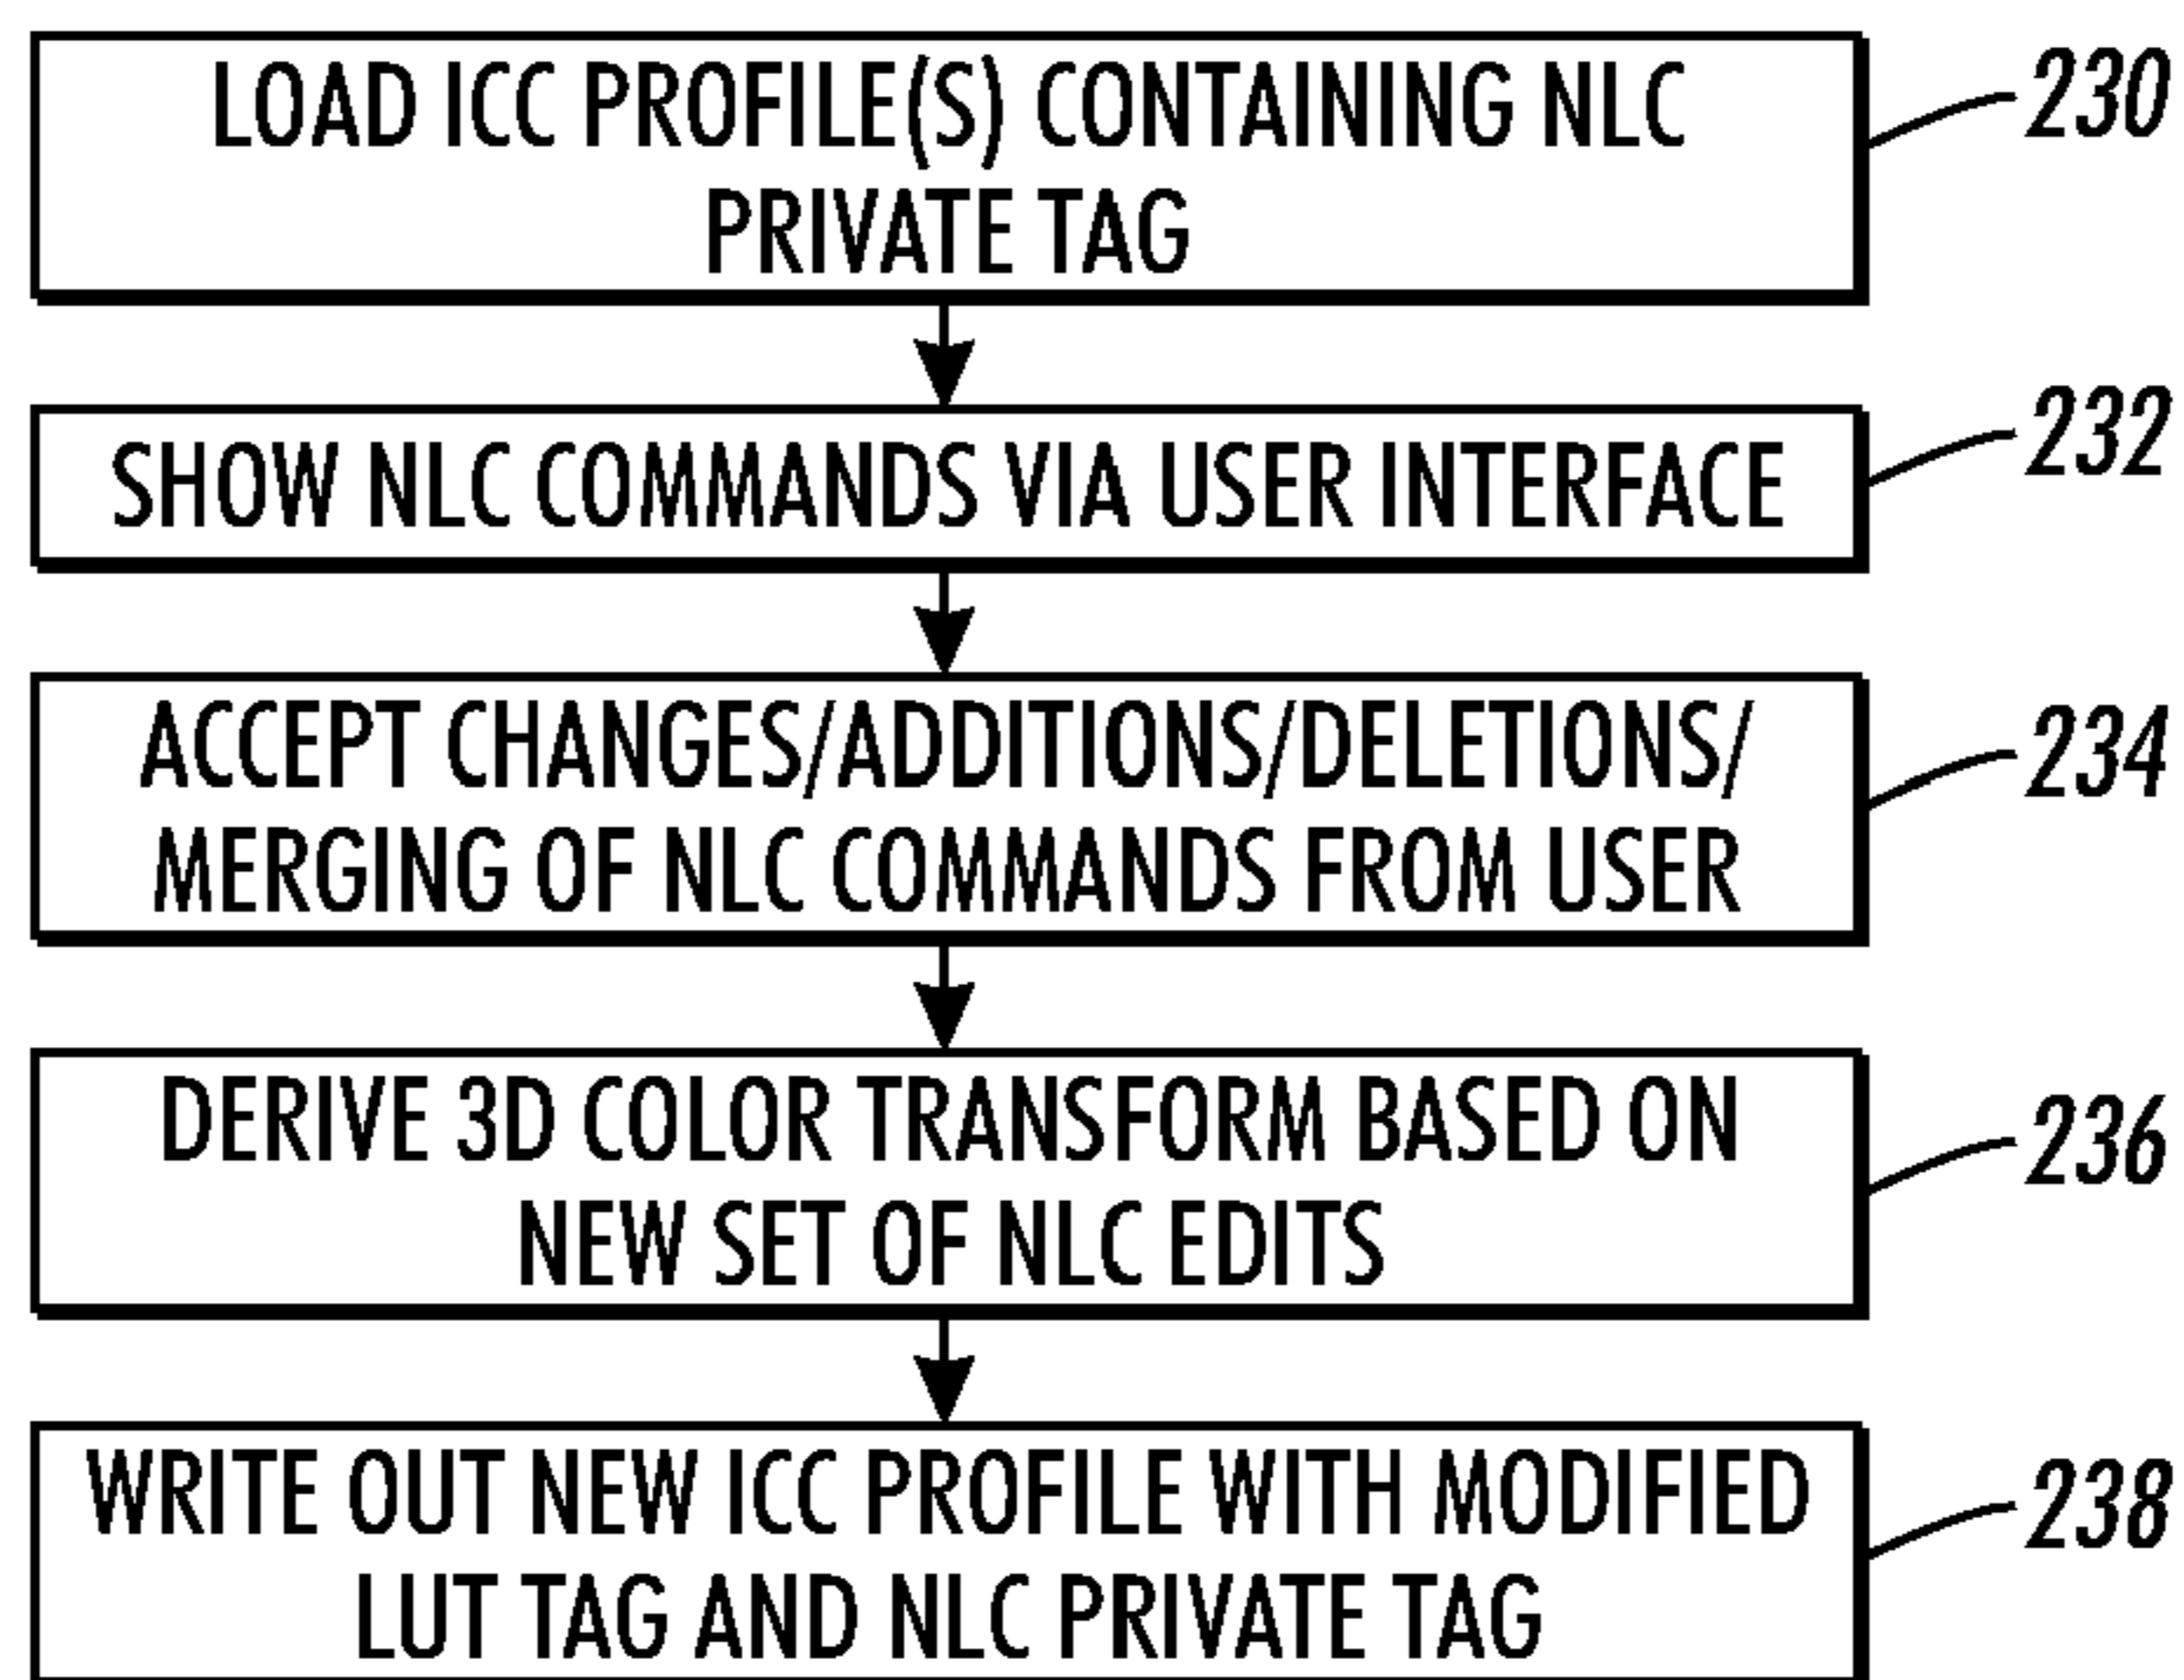 LOAD ICC PROFILE(S) CONTAINING NLC
PRIVATE TAG
230
SHOW NLC COMMANDS VIA USER INTERFACE
232
ACCEPT CHANGES/ADDITIONS/DELETIONS/
MERGING OF NLC COMMANDS FROM USER
234
DERIVE 3D COLOR TRANSFORM BASED ON
NEW SET OF NLC EDITS
236
WRITE OUT NEW ICC PROFILE WITH MODIFIED
LUT TAG AND NLC PRIVATE TAG
238